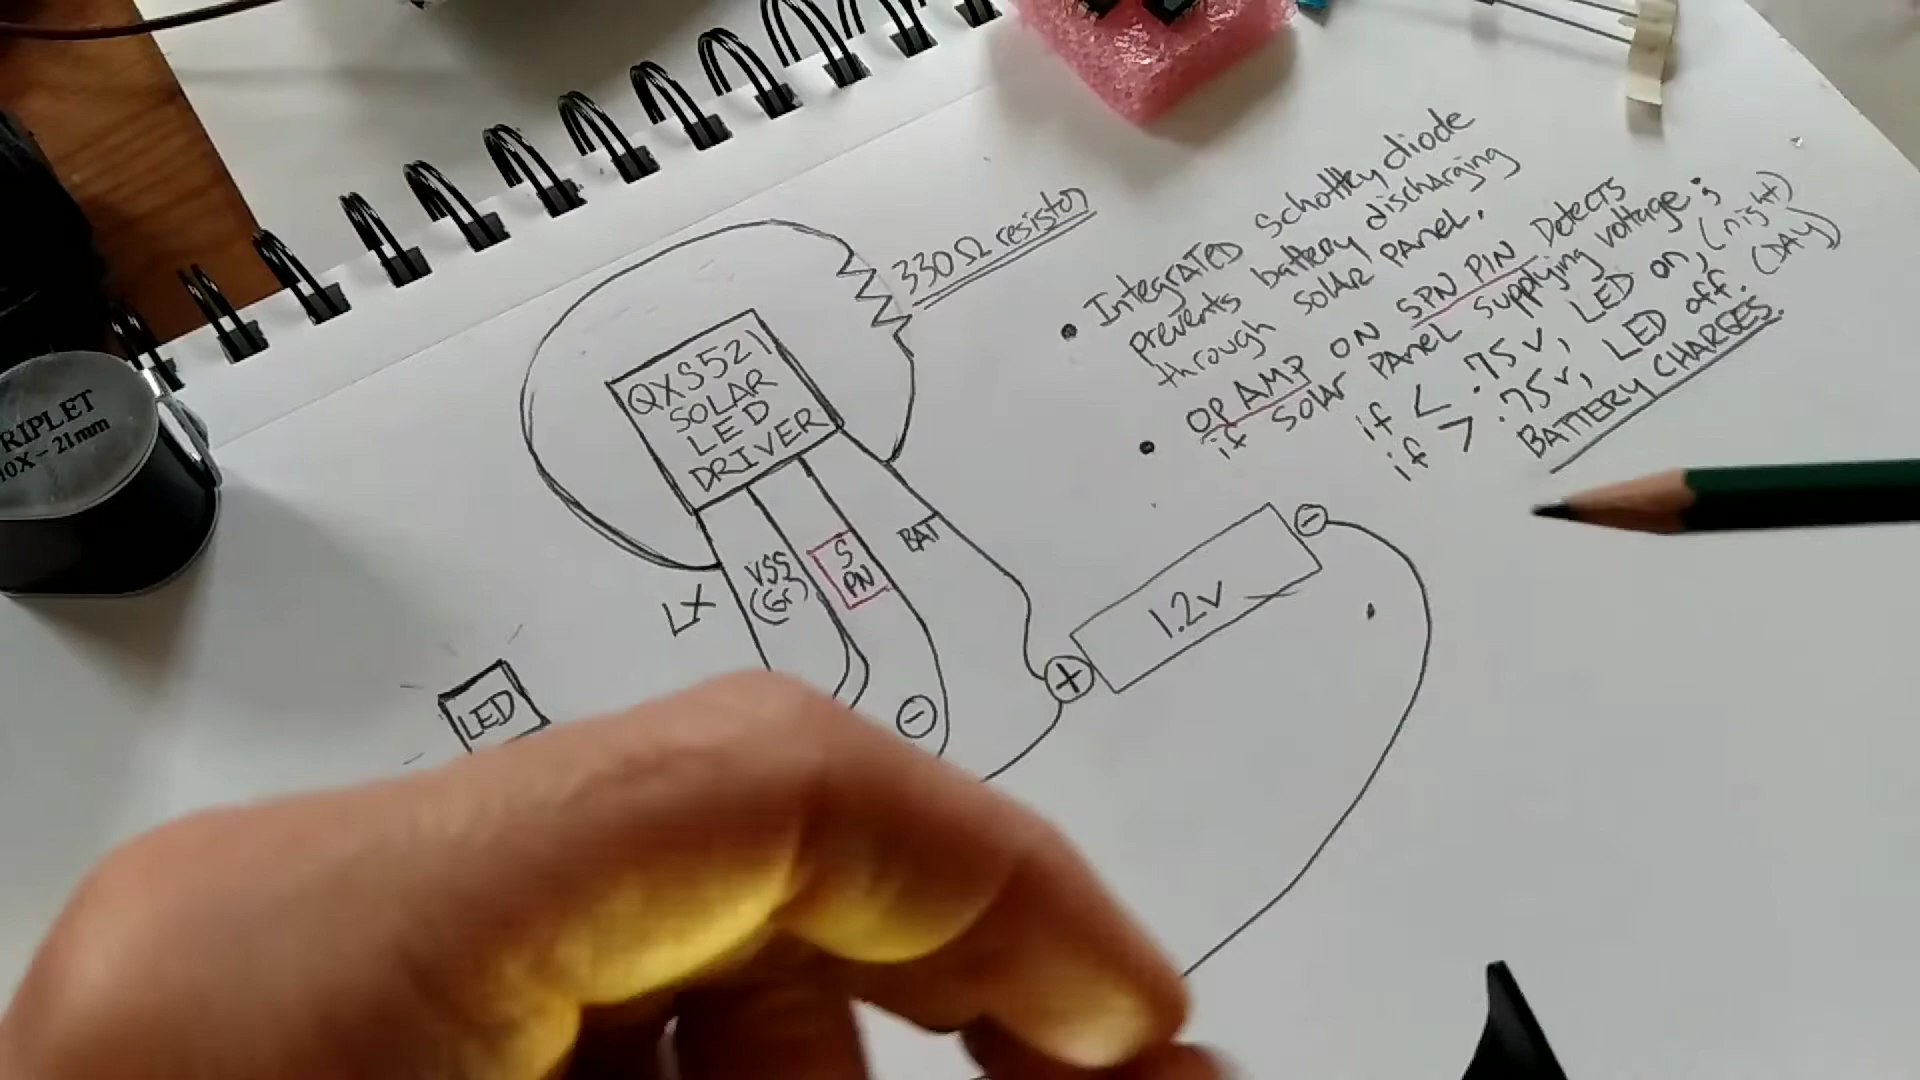 TRIPLET
10X - 21mm
330Ω resistor
QXS521
SOLAR
LED
DRIVER
LX
VSS
(Gr)
S
PN
BAT
LED
-
+
1.2v
-
• IntegrATED Schottky diode
prevents battery discharging
through Solar PAnel.
• OP AMP ON SPN PIN Detects
if Solar PAnel supplying voltage;
if < .75v, LED on, (night)
if > .75v, LED off. (DAY)
BATTERY CHARGES.